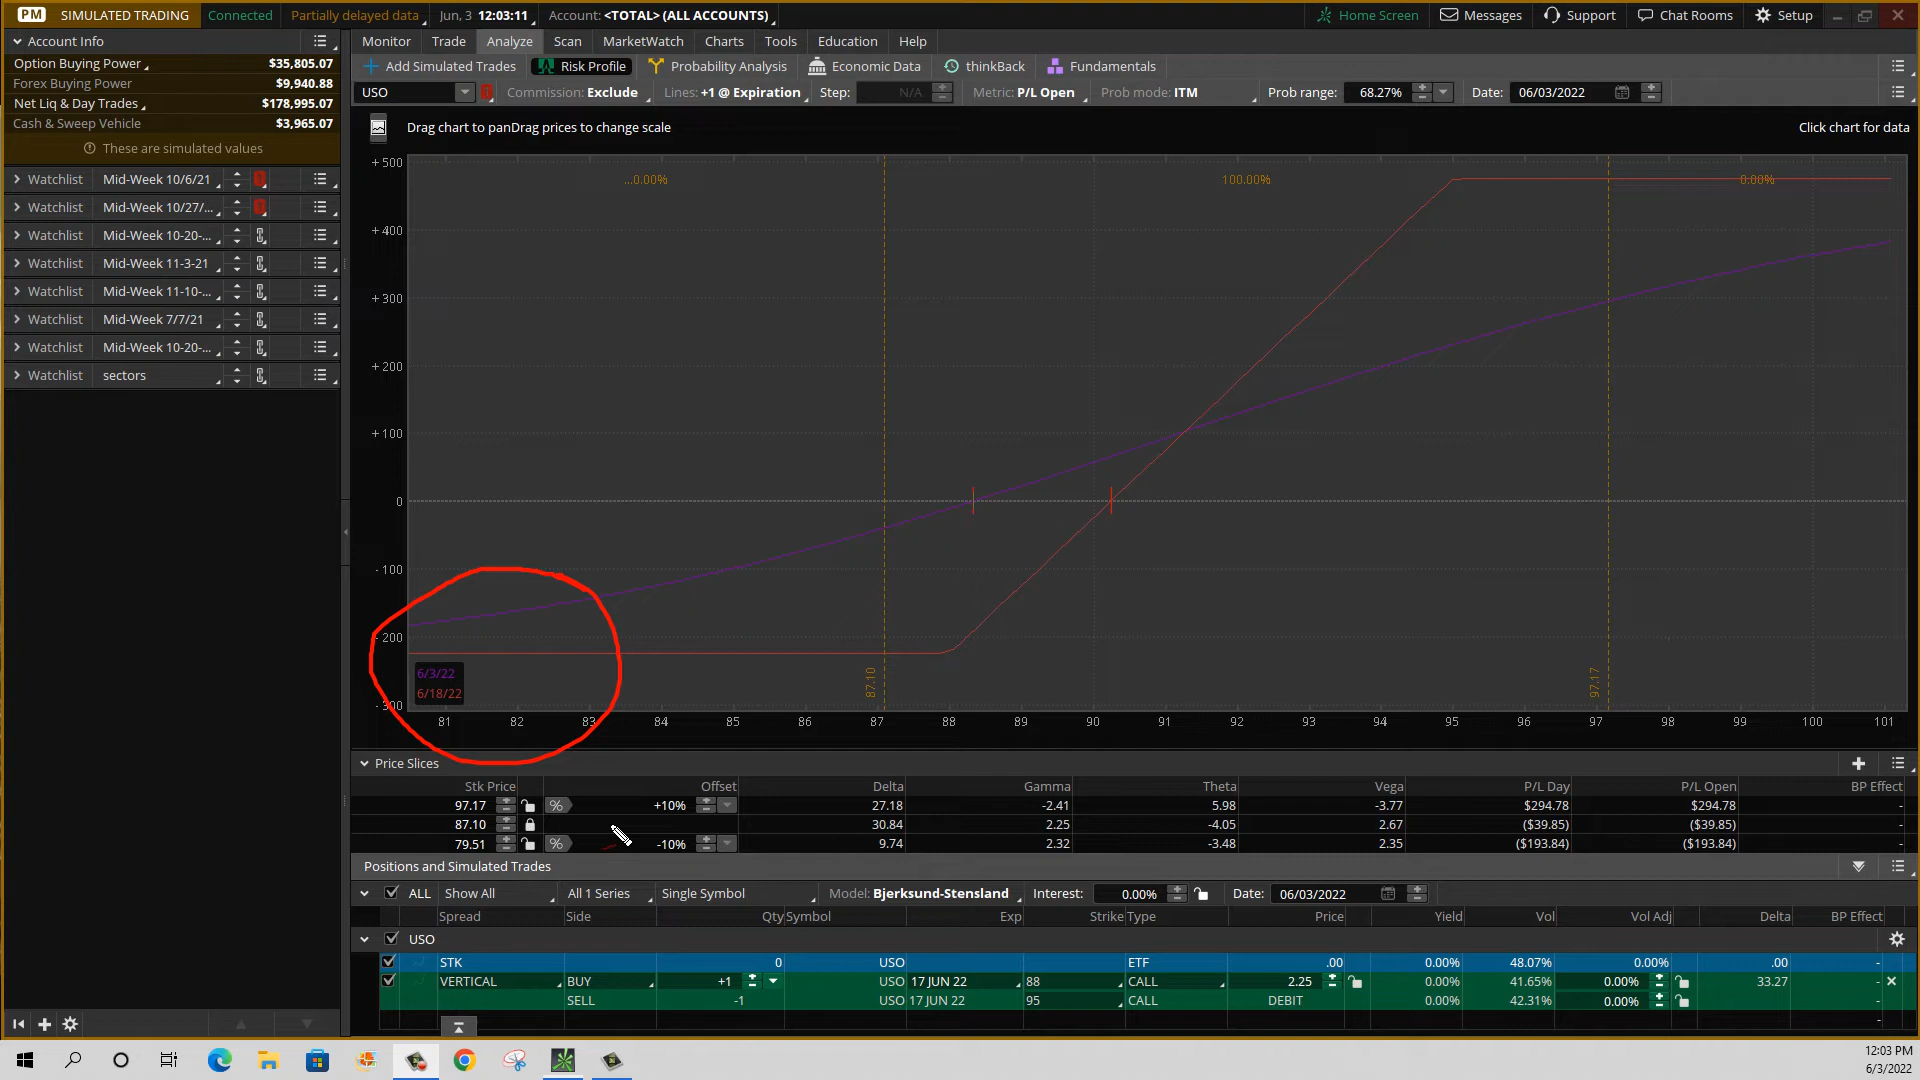 PM SIMULATED TRADING Connected Partially delayed data Jun, 3 12:03:11 Account: <TOTAL> (ALL ACCOUNTS) Home Screen Messages Support Chat Rooms Setup
Account Info
Option Buying Power $35,805.07
Forex Buying Power $9,940.88
Net Liq & Day Trades $178,995.07
Cash & Sweep Vehicle $3,965.07
These are simulated values
Watchlist Mid-Week 10/6/21
Watchlist Mid-Week 10/27/...
Watchlist Mid-Week 10-20-...
Watchlist Mid-Week 11-3-21
Watchlist Mid-Week 11-10-...
Watchlist Mid-Week 7/7/21
Watchlist Mid-Week 10-20-...
Watchlist sectors
Monitor Trade Analyze Scan MarketWatch Charts Tools Education Help
Add Simulated Trades Risk Profile Probability Analysis Economic Data thinkBack Fundamentals
USO Commission: Exclude Lines: +1 @ Expiration Step: N/A Metric: P/L Open Prob mode: ITM Prob range: 68.27% Date: 06/03/2022
Drag chart to panDrag prices to change scale Click chart for data
+500
...0.00% 100.00% 0.00%
+400
+300
+200
+100
0
-100
-200
6/3/22
6/18/22
87.10 97.17
-300
81 82 83 84 85 86 87 88 89 90 91 92 93 94 95 96 97 98 99 100 101
Price Slices
Stk Price Offset Delta Gamma Theta Vega P/L Day P/L Open BP Effect
97.17 % +10% 27.18 -2.41 5.98 -3.77 $294.78 $294.78 -
87.10 30.84 2.25 -4.05 2.67 ($39.85) ($39.85) -
79.51 % -10% 9.74 2.32 -3.48 2.35 ($193.84) ($193.84) -
Positions and Simulated Trades
ALL Show All All 1 Series Single Symbol Model: Bjerksund-Stensland Interest: 0.00% Date: 06/03/2022
Spread Side Qty Symbol Exp Strike Type Price Yield Vol Vol Adj Delta BP Effect
USO
STK 0 USO ETF .00 0.00% 48.07% 0.00% .00 -
VERTICAL BUY +1 USO 17 JUN 22 88 CALL 2.25 0.00% 41.65% 0.00% 33.27 -
SELL -1 USO 17 JUN 22 95 CALL DEBIT 0.00% 42.31% 0.00%
-
12:03 PM
6/3/2022